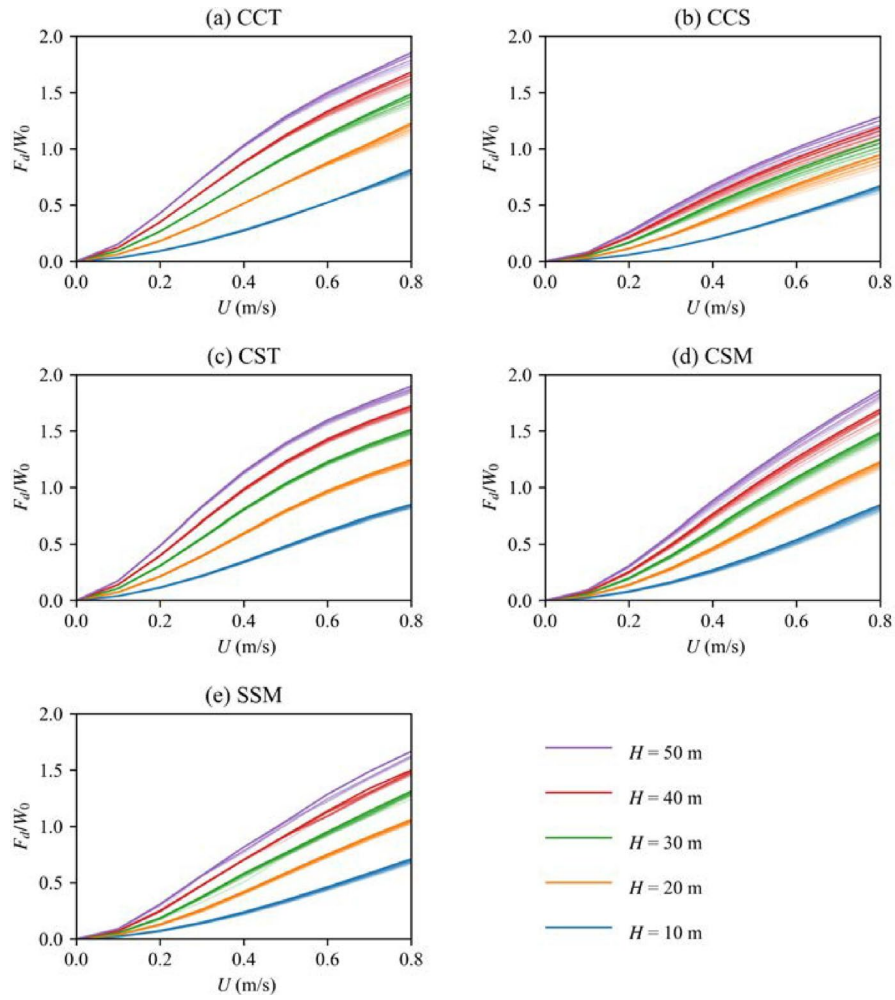 (a) CCT
2.0
1.5
1.0
0.5
0.0
F_d/W_0
0.0 0.2 0.4 0.6 0.8
U (m/s)
(b) CCS
2.0
1.5
1.0
0.5
0.0
F_d/W_0
0.0 0.2 0.4 0.6 0.8
U (m/s)
(c) CST
2.0
1.5
1.0
0.5
0.0
F_d/W_0
0.0 0.2 0.4 0.6 0.8
U (m/s)
(d) CSM
2.0
1.5
1.0
0.5
0.0
F_d/W_0
0.0 0.2 0.4 0.6 0.8
U (m/s)
(e) SSM
2.0
1.5
1.0
0.5
0.0
F_d/W_0
0.0 0.2 0.4 0.6 0.8
U (m/s)
H = 50 m
H = 40 m
H = 30 m
H = 20 m
H = 10 m